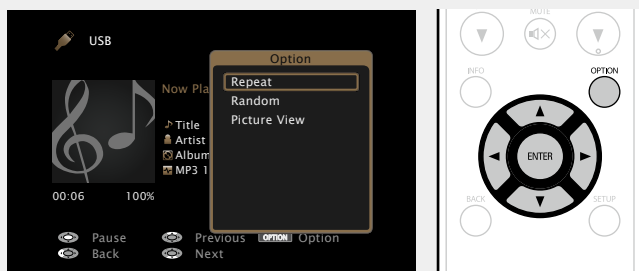 USB
Option
Repeat
Random
Picture View
Now Pla
Title
Artist
Album
MP3 1
00:06 100%
Pause Previous OPTION Option
Back Next
MUTE
INFO OPTION
ENTER
BACK SETUP